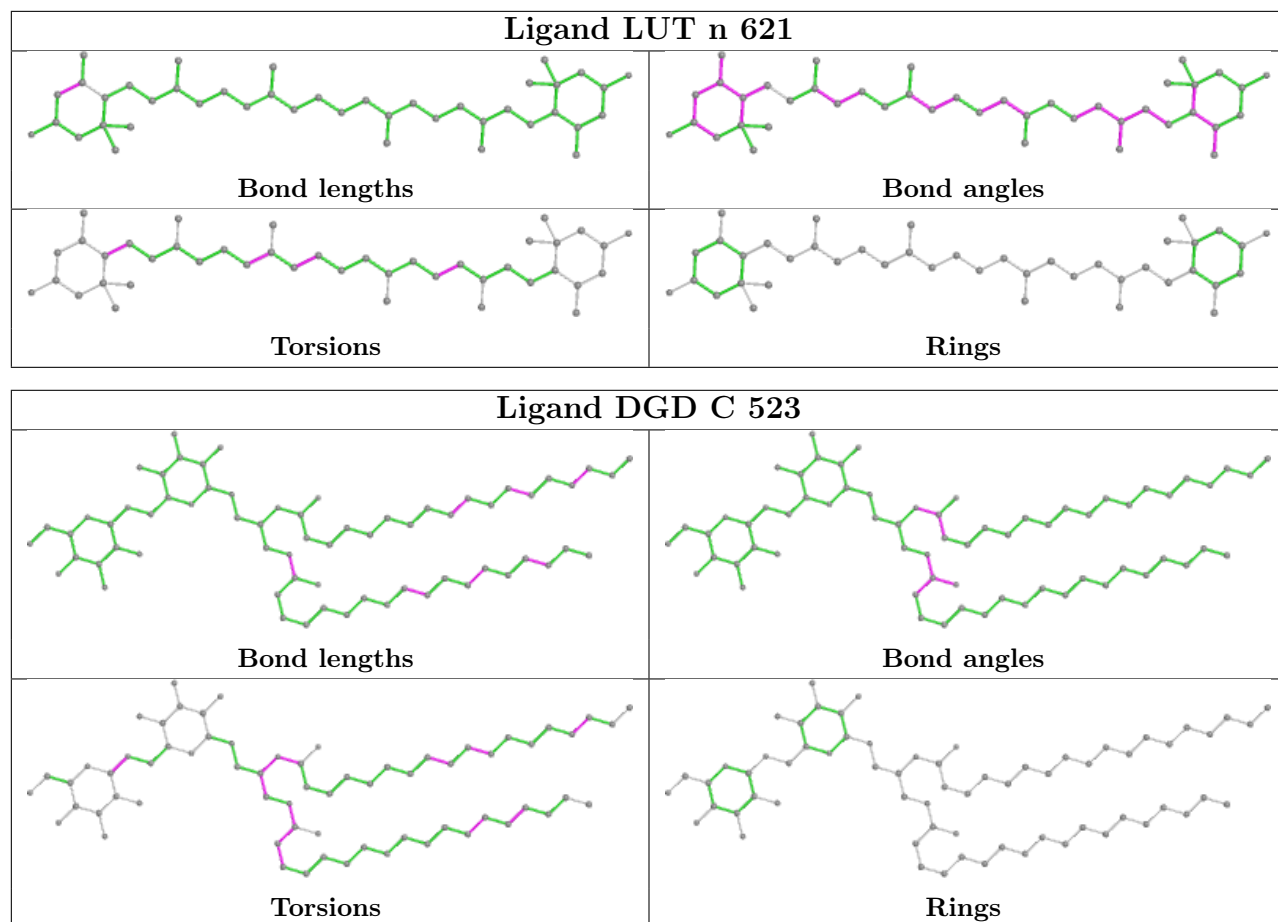 Ligand LUT n 621
Bond lengths
Bond angles
Torsions
Rings
Ligand DGD C 523
Bond lengths
Bond angles
Torsions
Rings